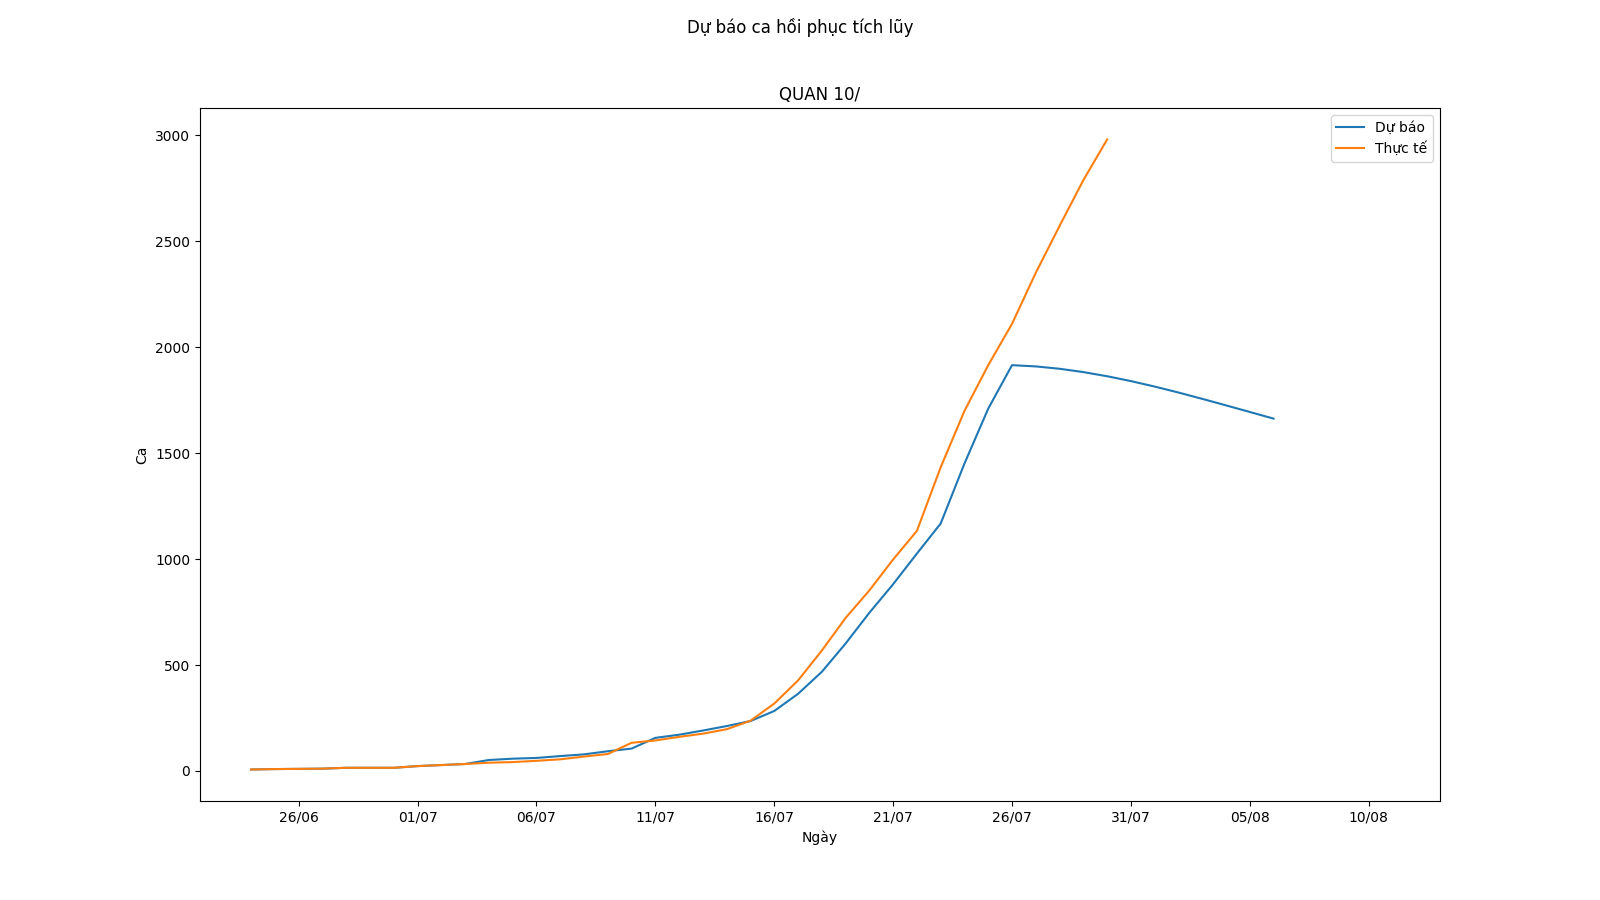 Dự báo ca hồi phục tích lũy
QUAN 10/
Dự báo
Thực tế
3000
2500
2000
1500
1000
500
0
Ca
26/06 01/07 06/07 11/07 16/07 21/07 26/07 31/07 05/08 10/08
Ngày